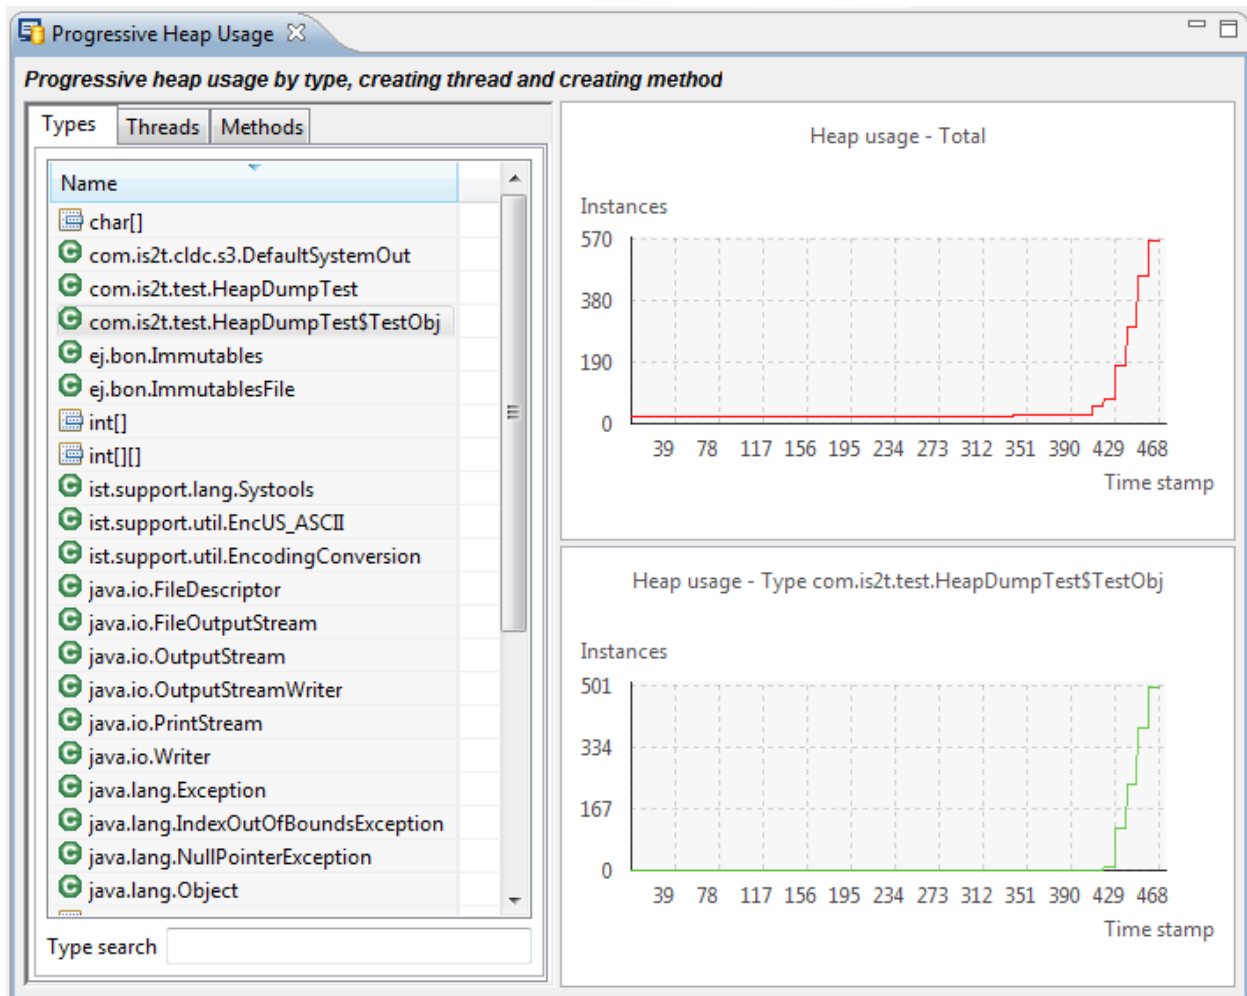 Progressive Heap Usage
Progressive heap usage by type, creating thread and creating method
Types Threads Methods
Name
char[]
com.is2t.cldc.s3.DefaultSystemOut
com.is2t.test.HeapDumpTest
com.is2t.test.HeapDumpTest$TestObj
ej.bon.Immutables
ej.bon.ImmutablesFile
int[]
int[][]
ist.support.lang.Systools
ist.support.util.EncUS_ASCII
ist.support.util.EncodingConversion
java.io.FileDescriptor
java.io.FileOutputStream
java.io.OutputStream
java.io.OutputStreamWriter
java.io.PrintStream
java.io.Writer
java.lang.Exception
java.lang.IndexOutOfBoundsException
java.lang.NullPointerException
java.lang.Object
Type search
Heap usage - Total
Instances
570
380
190
0
39 78 117 156 195 234 273 312 351 390 429 468
Time stamp
Heap usage - Type com.is2t.test.HeapDumpTest$TestObj
Instances
501
334
167
0
39 78 117 156 195 234 273 312 351 390 429 468
Time stamp